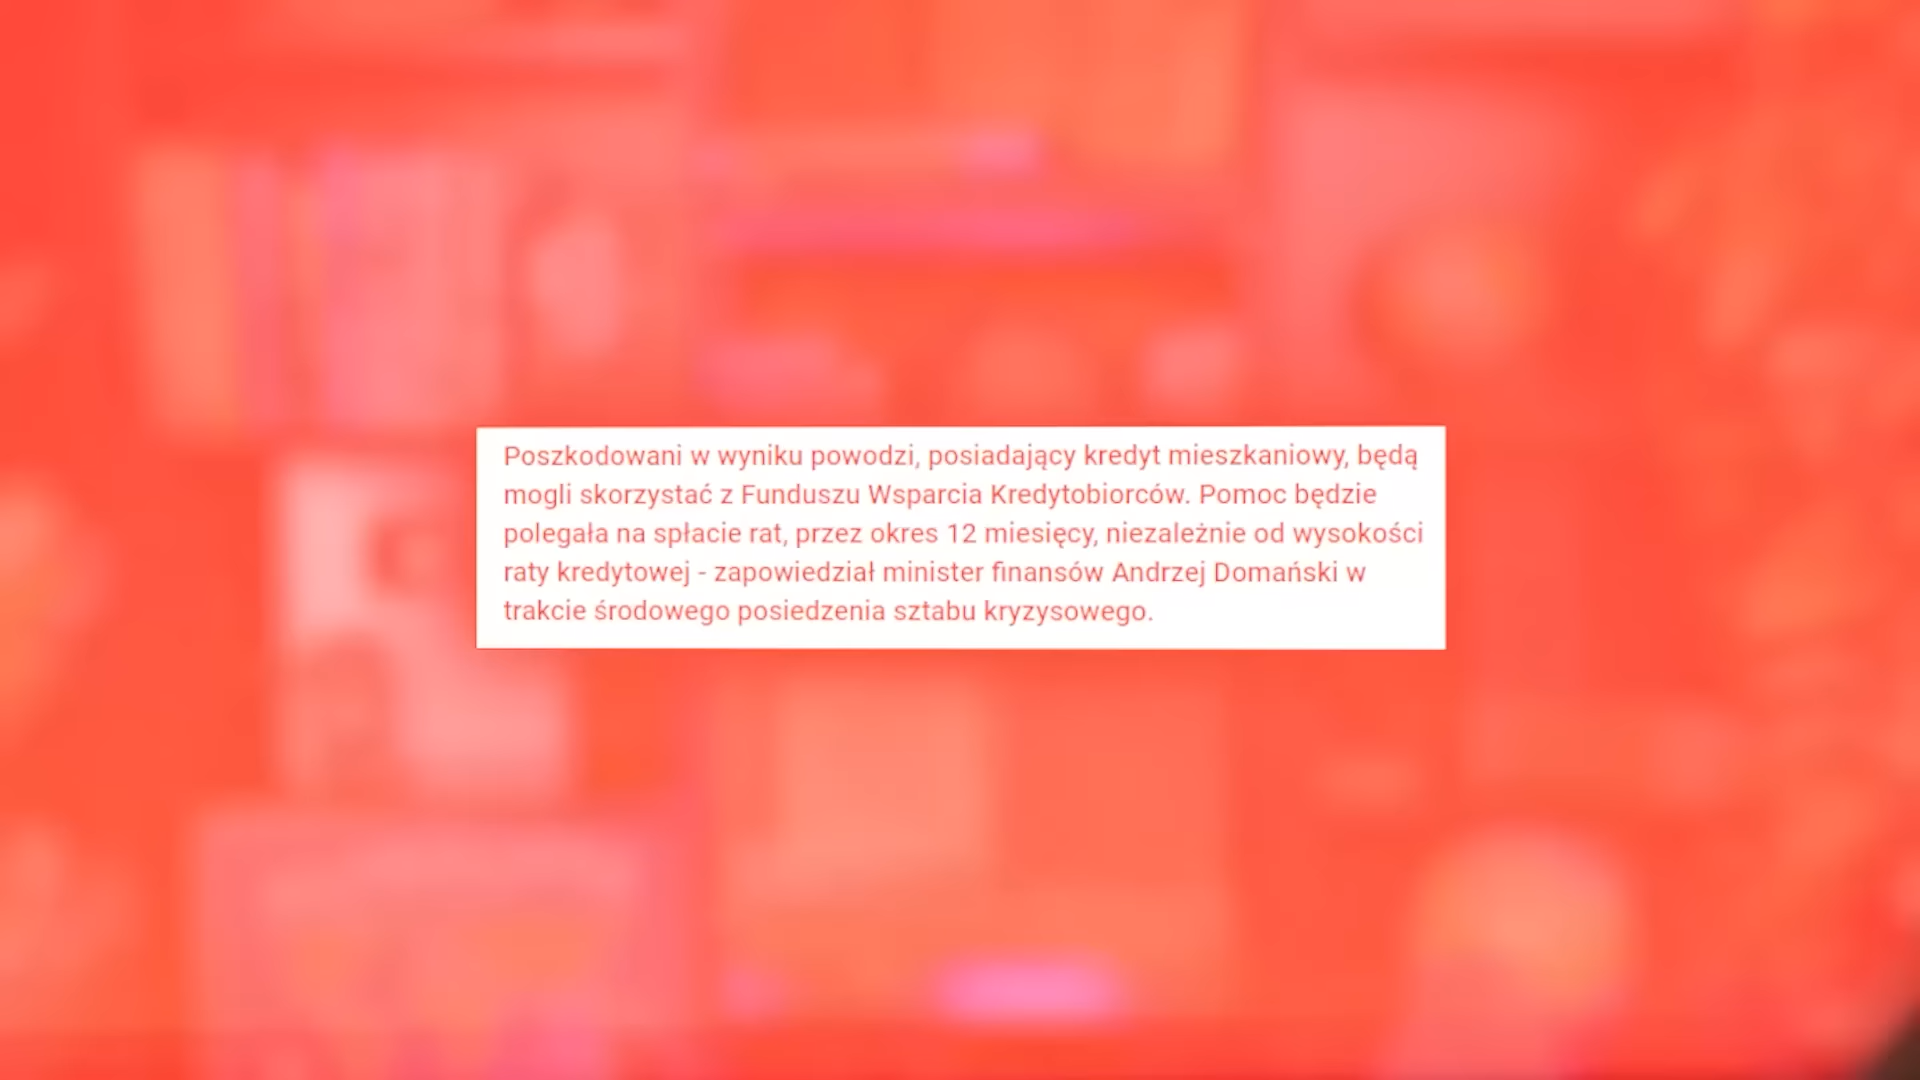 Poszkodowani w wyniku powodzi, posiadający kredyt mieszkaniowy, będą
mogli skorzystać z Funduszu Wsparcia Kredytobiorców. Pomoc będzie
polegała na spłacie rat, przez okres 12 miesięcy, niezależnie od wysokości
raty kredytowej - zapowiedział minister finansów Andrzej Domański w
trakcie środowego posiedzenia sztabu kryzysowego.